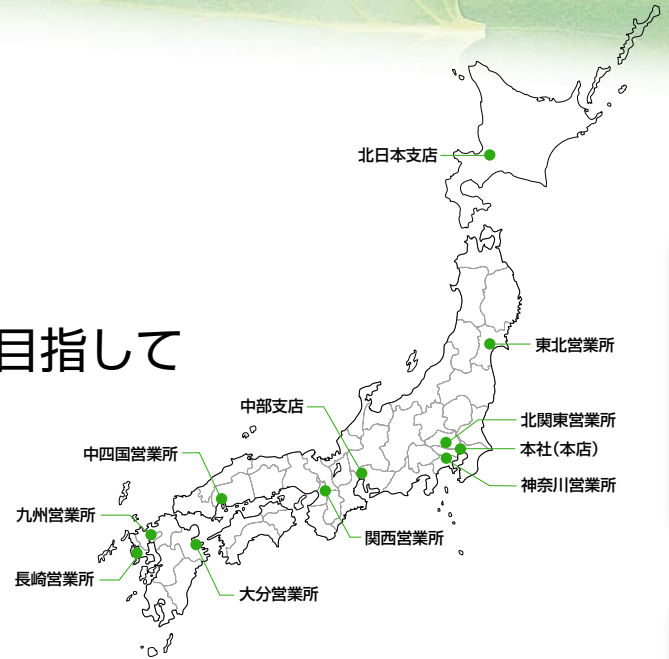 北日本支店
目指して
東北営業所
中部支店
北関東営業所
本社(本店)
中四国営業所
神奈川営業所
九州営業所
関西営業所
長崎営業所
大分営業所